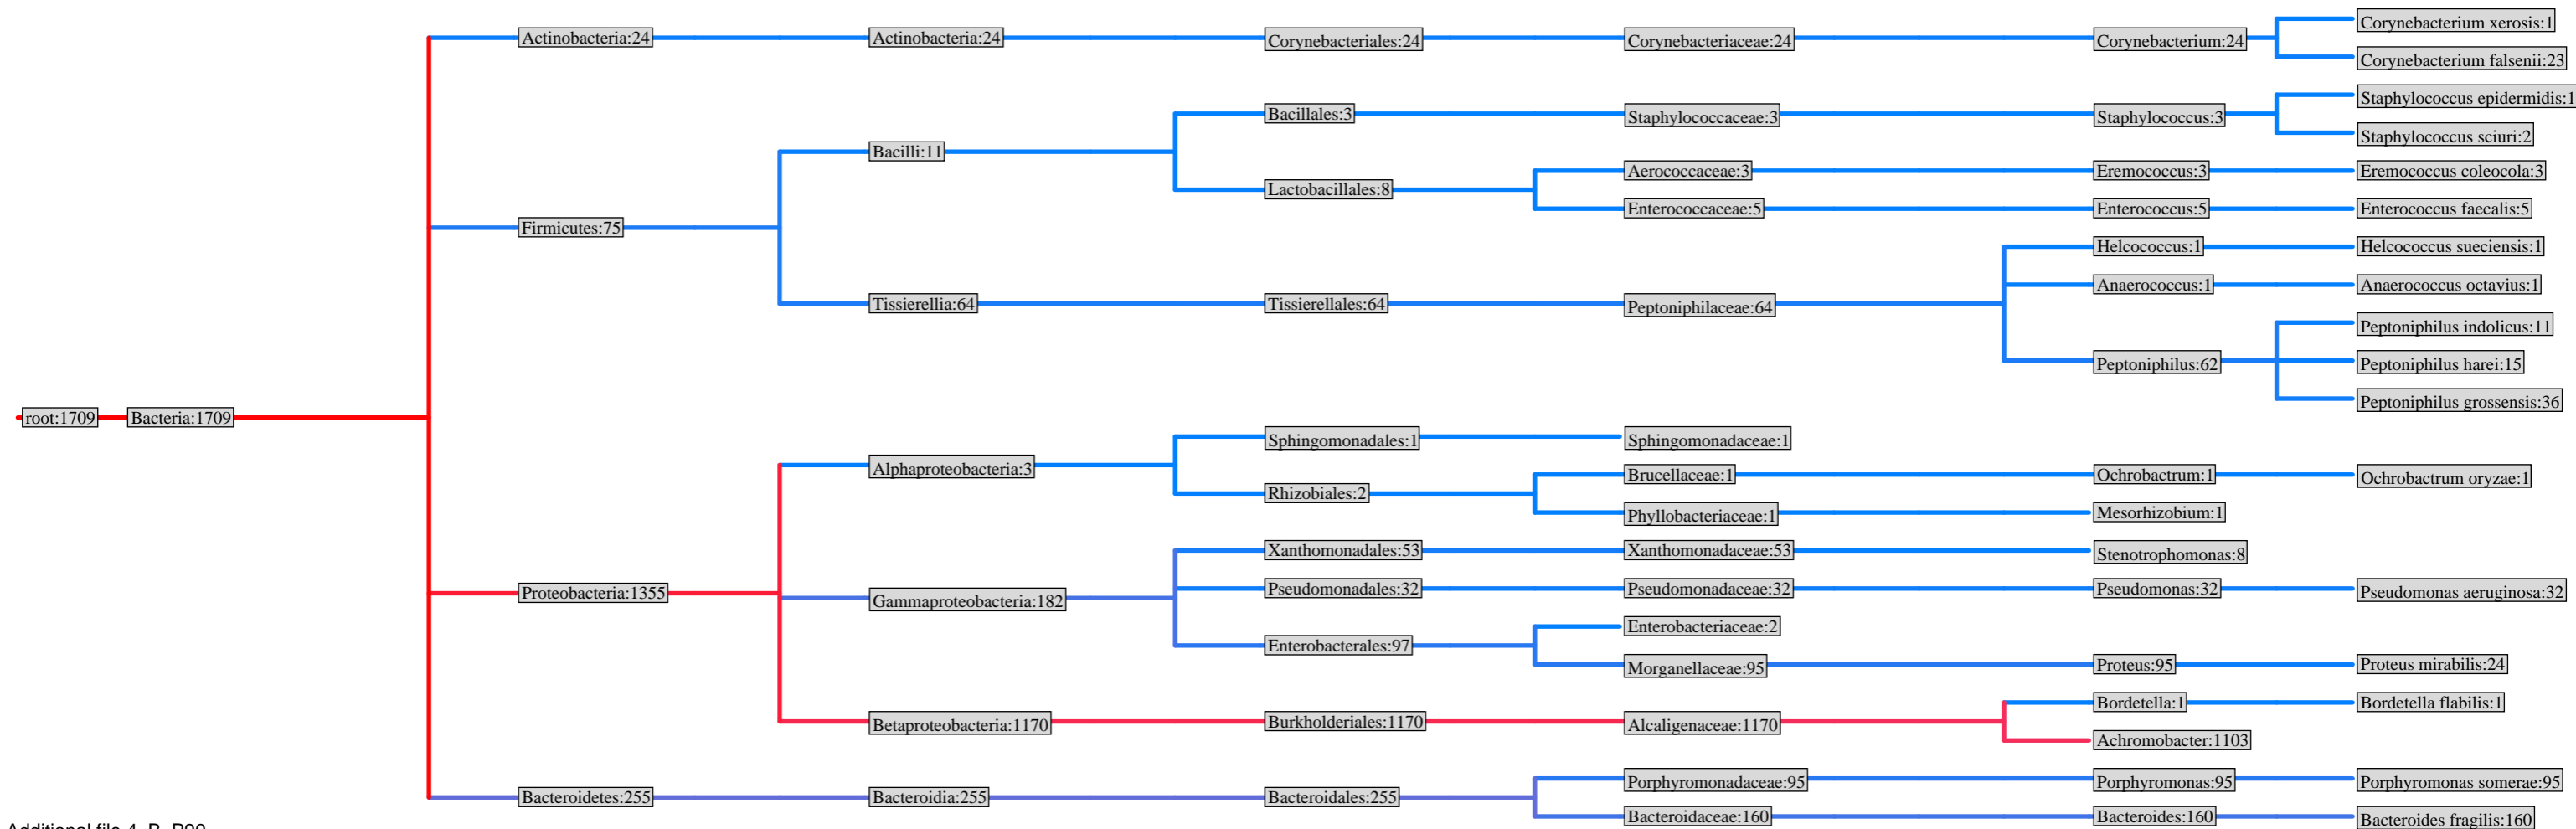 Corynebacterium xerosis:1
Actinobacteria:24 Actinobacteria:24 Corynebacteriales:24 Corynebacteriaceae:24 Corynebacterium:24
Corynebacterium falsenii:23
Staphylococcus epidermidis:1
Bacillales:3 Staphylococcaceae:3 Staphylococcus:3
Staphylococcus sciuri:2
Bacilli:11
Aerococcaceae:3 Eremococcus:3 Eremococcus coleocola:3
Lactobacillales:8
Enterococcaceae:5 Enterococcus:5 Enterococcus faecalis:5
Firmicutes:75
Helcococcus:1 Helcococcus sueciensis:1
Anaerococcus:1 Anaerococcus octavius:1
Tissierellia:64 Tissierellales:64 Peptoniphilaceae:64
Peptoniphilus indolicus:11
Peptoniphilus:62 Peptoniphilus harei:15
Peptoniphilus grossensis:36
root:1709 Bacteria:1709
Sphingomonadales:1 Sphingomonadaceae:1
Alphaproteobacteria:3
Brucellaceae:1 Ochrobactrum:1 Ochrobactrum oryzae:1
Rhizobiales:2
Phyllobacteriaceae:1 Mesorhizobium:1
Xanthomonadales:53 Xanthomonadaceae:53 Stenotrophomonas:8
Pseudomonadales:32 Pseudomonadaceae:32 Pseudomonas:32 Pseudomonas aeruginosa:32
Proteobacteria:1355 Gammaproteobacteria:182
Enterobacteriaceae:2
Enterobacterales:97
Morganellaceae:95 Proteus:95 Proteus mirabilis:24
Bordetella:1 Bordetella flabilis:1
Betaproteobacteria:1170 Burkholderiales:1170 Alcaligenaceae:1170
Achromobacter:1103
Porphyromonadaceae:95 Porphyromonas:95 Porphyromonas somerae:95
Bacteroidetes:255 Bacteroidia:255 Bacteroidales:255
Bacteroidaceae:160 Bacteroides:160 Bacteroides fragilis:160
Additional file 4